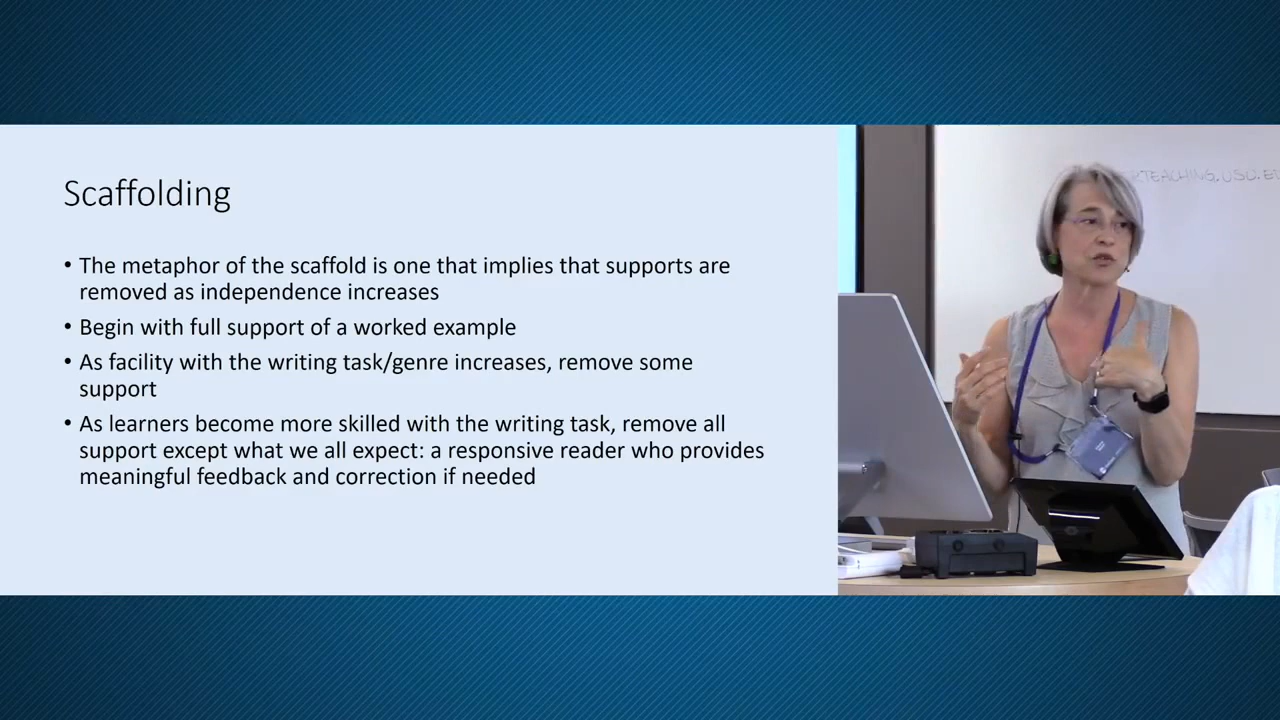 Scaffolding
• The metaphor of the scaffold is one that implies that supports are
removed as independence increases
• Begin with full support of a worked example
• As facility with the writing task/genre increases, remove some
support
• As learners become more skilled with the writing task, remove all
support except what we all expect: a responsive reader who provides
meaningful feedback and correction if needed